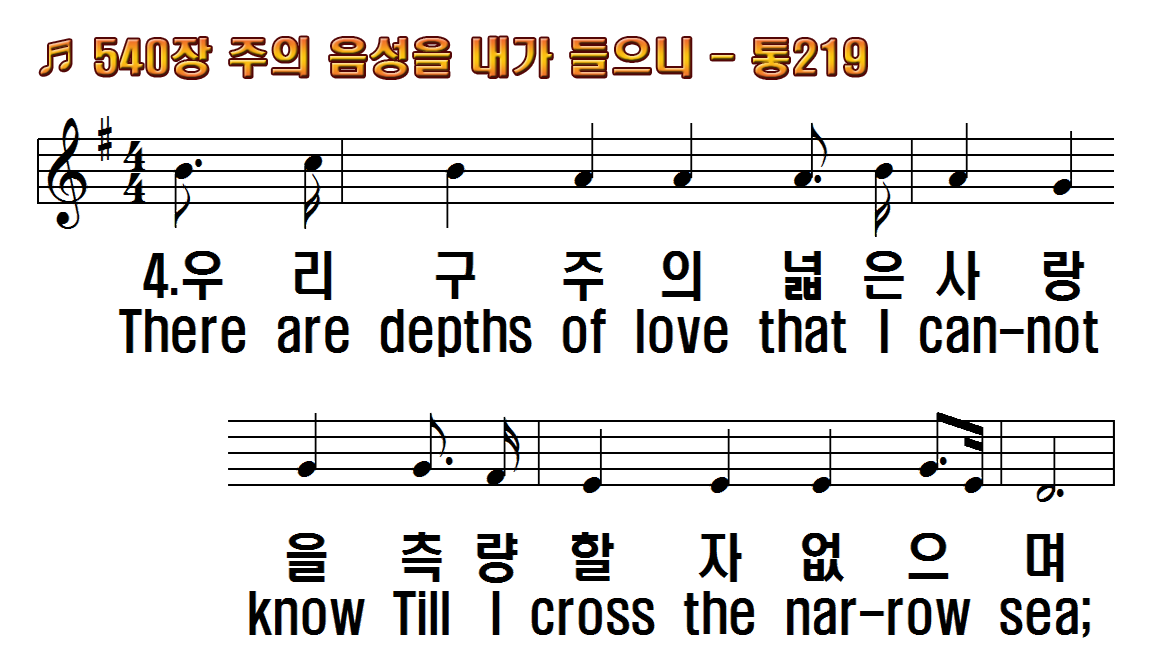 ♬ 540장 주의 음성을 내가 들으니 - 통219
4
4
4.우 리 구 주 의 넓 은 사 랑
There are depths of love that I can-not
을 측 량 할 자 없 으 며
know Till I cross the nar-row sea;